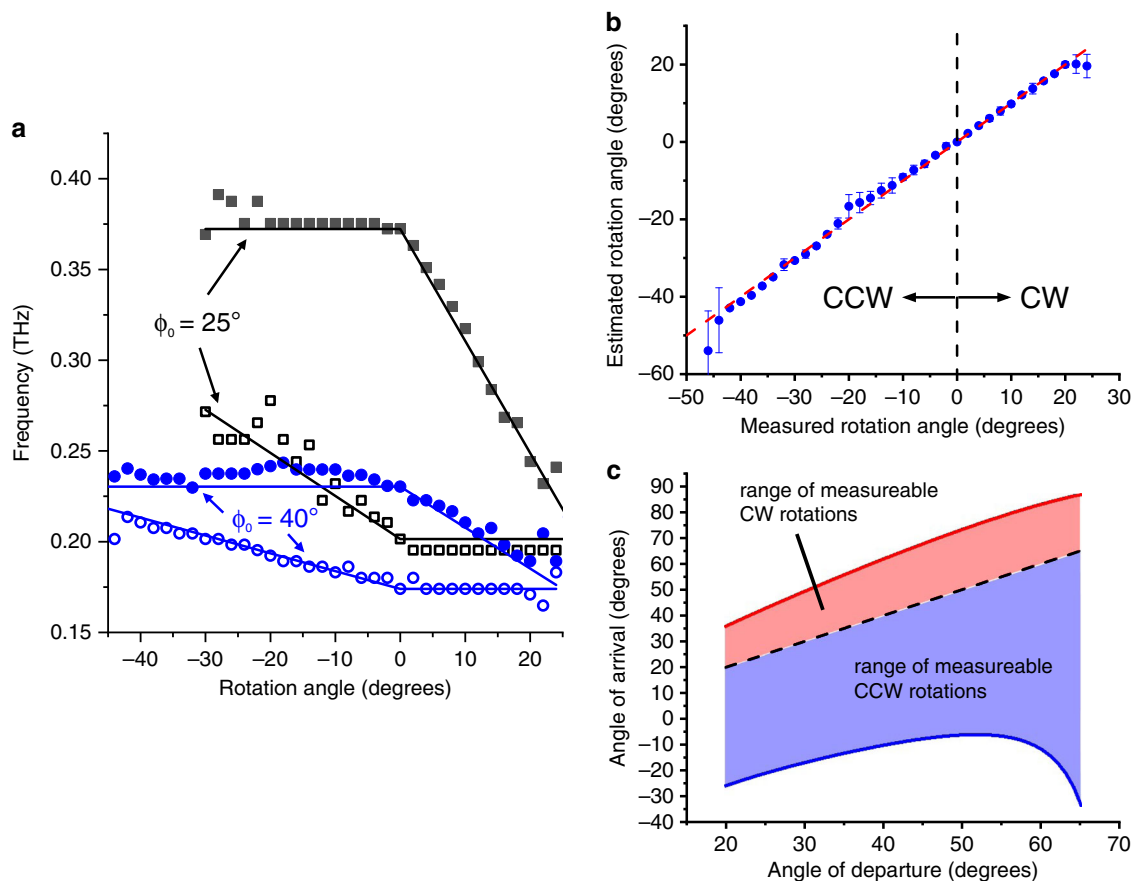 a
0.40
0.35
0.30
0.25
0.20
0.15
Frequency (THz)
ϕ₀ = 25°
ϕ₀ = 40°
−40 −30 −20 −10 0 10 20
Rotation angle (degrees)
b
20
0
−20
−40
−60
Estimated rotation angle (degrees)
CCW CW
−50 −40 −30 −20 −10 0 10 20 30
Measured rotation angle (degrees)
c
90
80
70
60
50
40
30
20
10
0
−10
−20
−30
−40
Angle of arrival (degrees)
range of measureable
CW rotations
range of measureable
CCW rotations
20 30 40 50 60 70
Angle of departure (degrees)